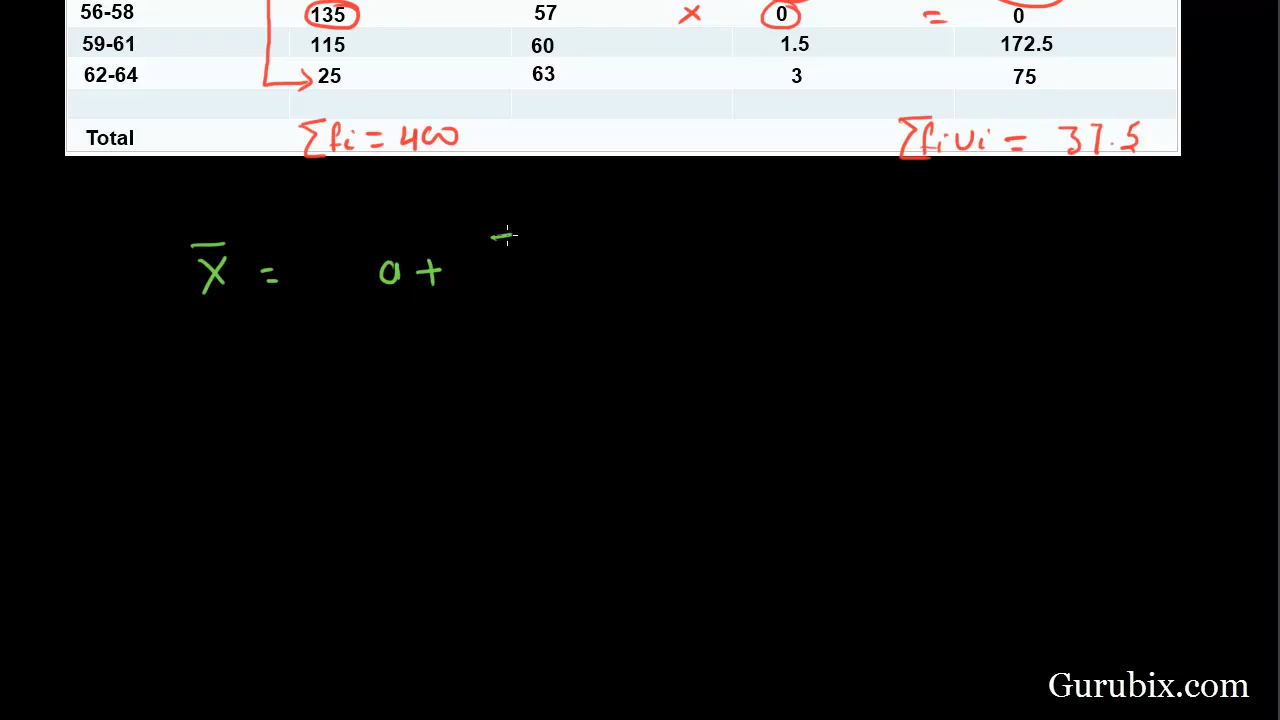 56-58 135 57 × 0 = 0
59-61 115 60 1.5 172.5
62-64 25 63 3 75
Total Σfi = 400 Σfiui = 37.5
x̄ = a +
Gurubix.com